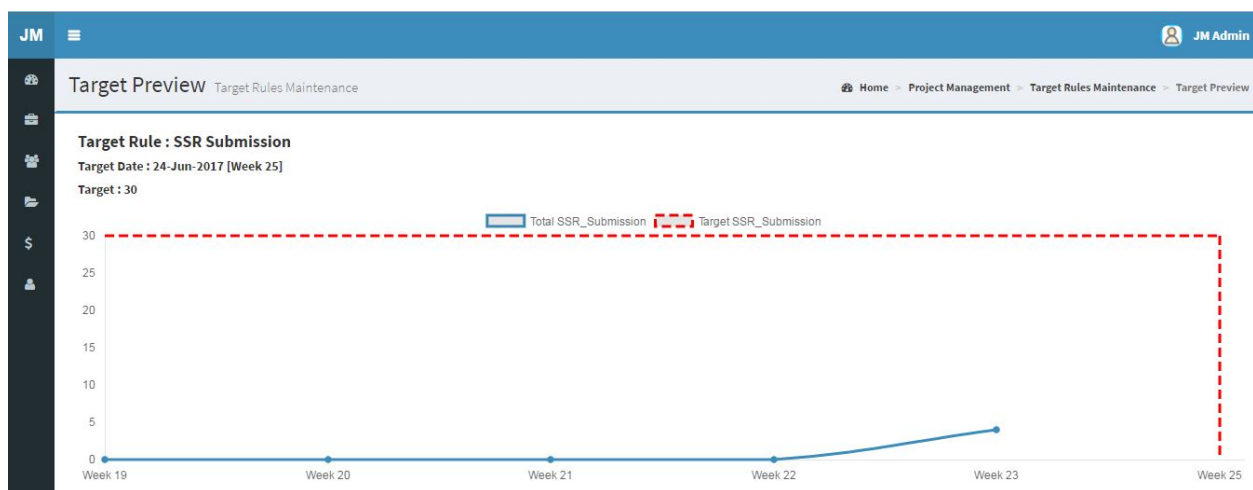 JM JM Admin
Target Preview Target Rules Maintenance Home > Project Management > Target Rules Maintenance > Target Preview
Target Rule : SSR Submission
Target Date : 24-Jun-2017 [Week 25]
Target : 30
Total SSR_Submission Target SSR_Submission
30
25
20
15
10
5
0
Week 19 Week 20 Week 21 Week 22 Week 23 Week 25